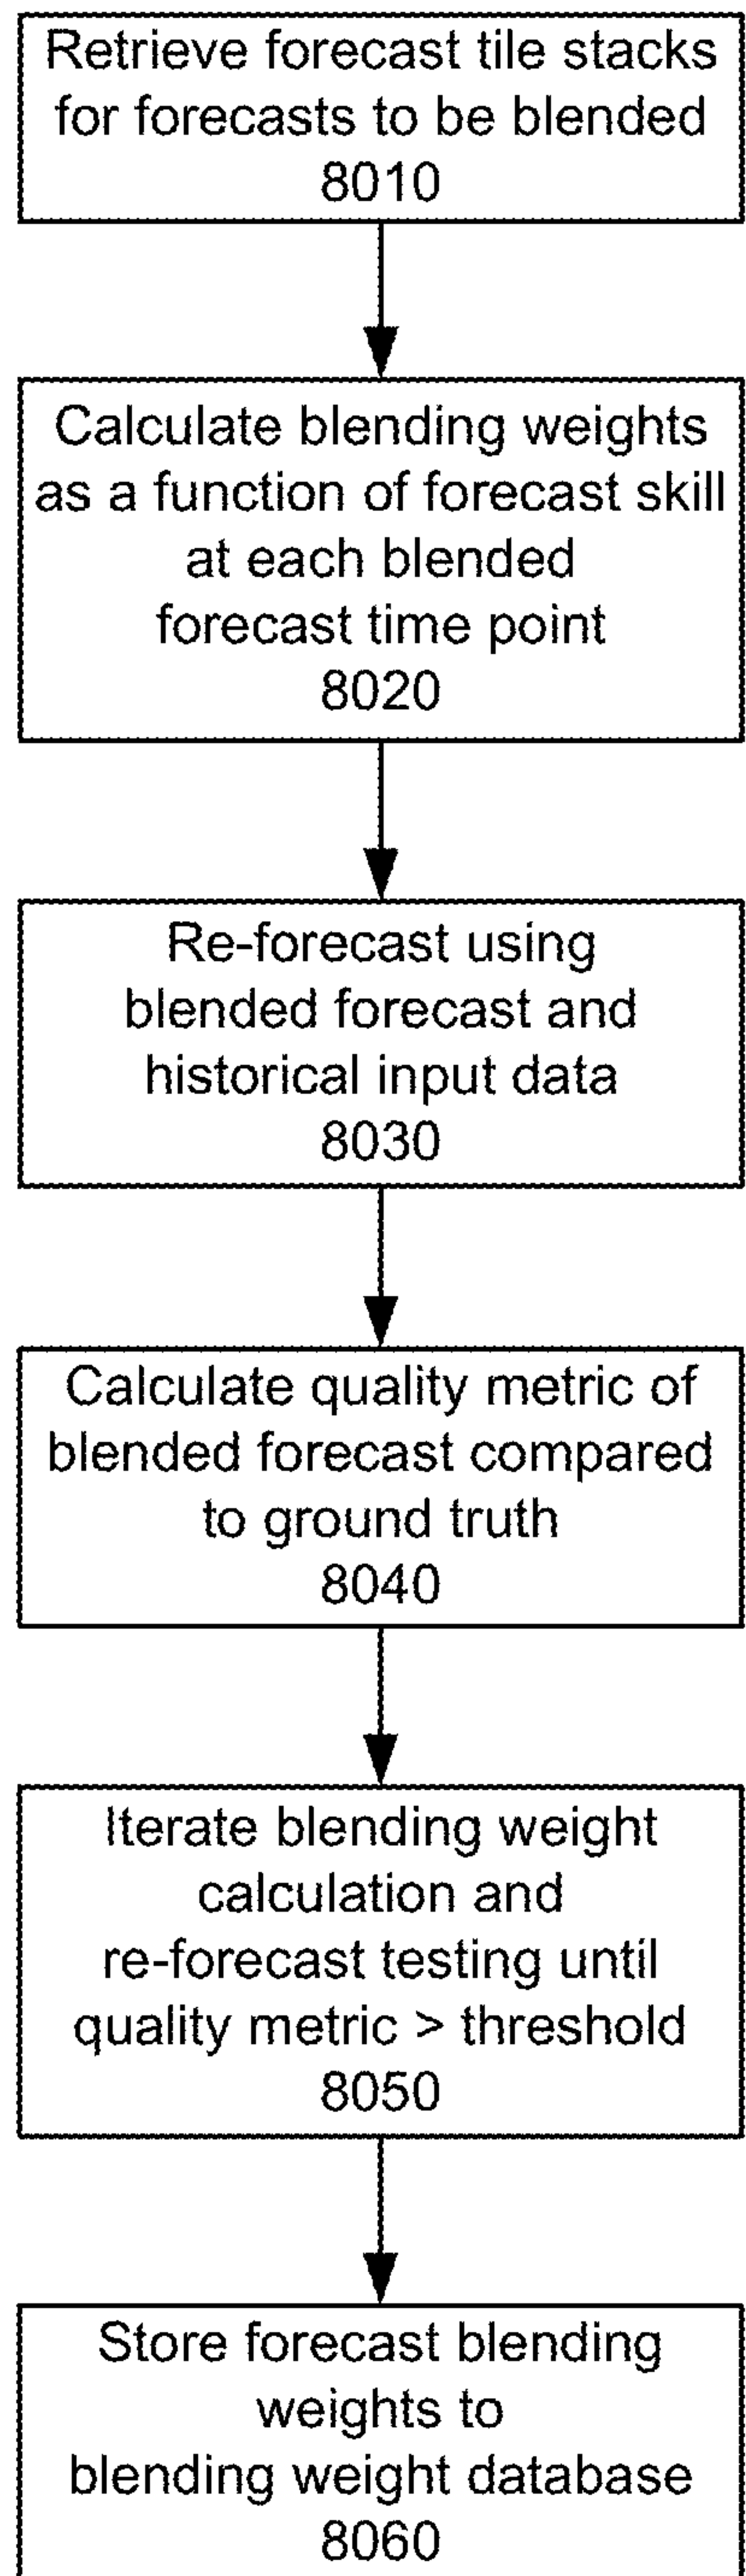 Retrieve forecast tile stacks
for forecasts to be blended
8010
Calculate blending weights
as a function of forecast skill
at each blended
forecast time point
8020
Re-forecast using
blended forecast and
historical input data
8030
Calculate quality metric of
blended forecast compared
to ground truth
8040
Iterate blending weight
calculation and
re-forecast testing until
quality metric > threshold
8050
Store forecast blending
weights to
blending weight database
8060